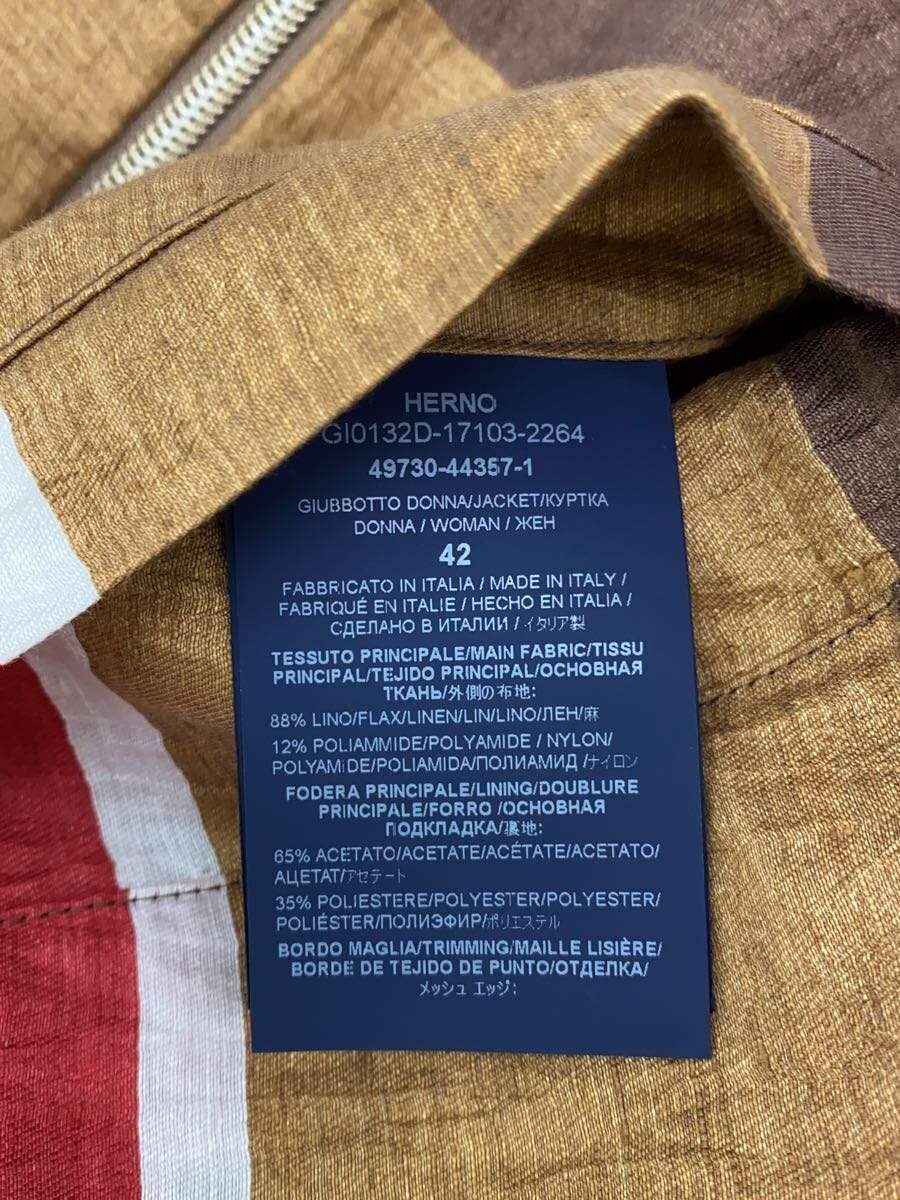 HERNO
GI0132D-17103-2264
49730-44357-1
GIUBBOTTO DONNA/JACKET/КУРТКА
DONNA / WOMAN / ЖЕН
42
FABBRICATO IN ITALIA / MADE IN ITALY /
FABRIQUÉ EN ITALIE / HECHO EN ITALIA /
СДЕЛАНО В ИТАЛИИ / イタリア製
TESSUTO PRINCIPALE/MAIN FABRIC/TISSU
PRINCIPAL/TEJIDO PRINCIPAL/ОСНОВНАЯ
ТКАНЬ/外側の布地:
88% LINO/FLAX/LINEN/LIN/LINO/ЛЕН/麻
12% POLIAMMIDE/POLYAMIDE / NYLON/
POLYAMIDE/POLIAMIDA/ПОЛИАМИД /ナイロン
FODERA PRINCIPALE/LINING/DOUBLURE
PRINCIPALE/FORRO /ОСНОВНАЯ
ПОДКЛАДКА/裏地:
65% ACETATO/ACETATE/ACÉTATE/ACETATO/
АЦЕТАТ/アセテート
35% POLIESTERE/POLYESTER/POLYESTER/
POLIÉSTER/ПОЛИЭФИР/ポリエステル
BORDO MAGLIA/TRIMMING/MAILLE LISIÈRE/
BORDE DE TEJIDO DE PUNTO/ОТДЕЛКА/
メッシュ エッジ: